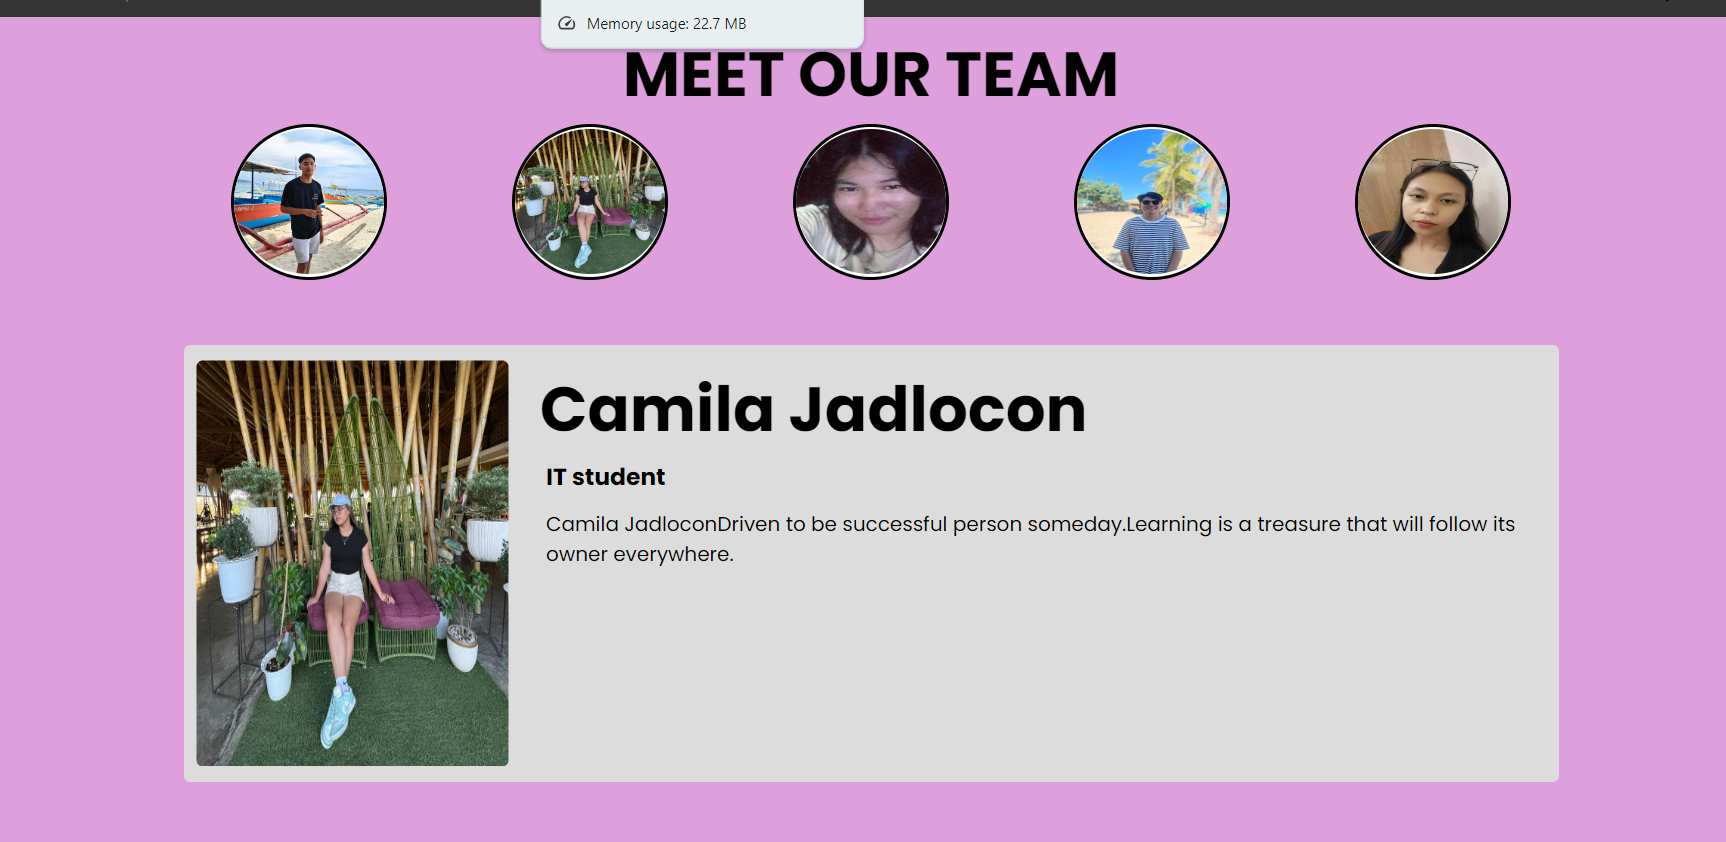 Memory usage: 22.7 MB
MEET OUR TEAM
Camila Jadlocon
IT student
Camila JadloconDriven to be successful person someday.Learning is a treasure that will follow its
owner everywhere.